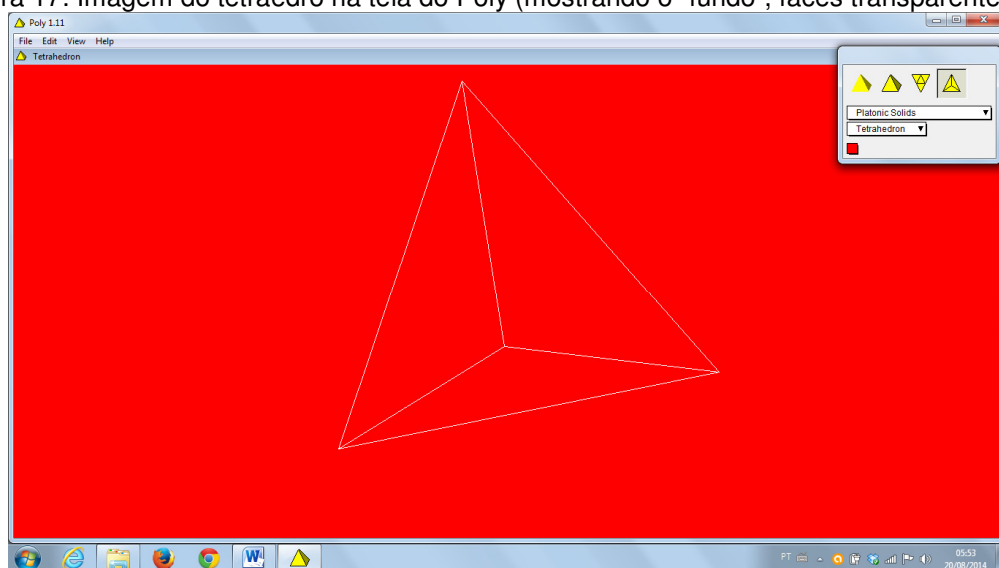 17: Imagem do tetraedro na tela do Poly (mostrando o "fundo", faces transparente
Poly 1.11
File Edit View Help
Tetrahedron
Platonic Solids
Tetrahedron
PT
05:53
20/08/2014